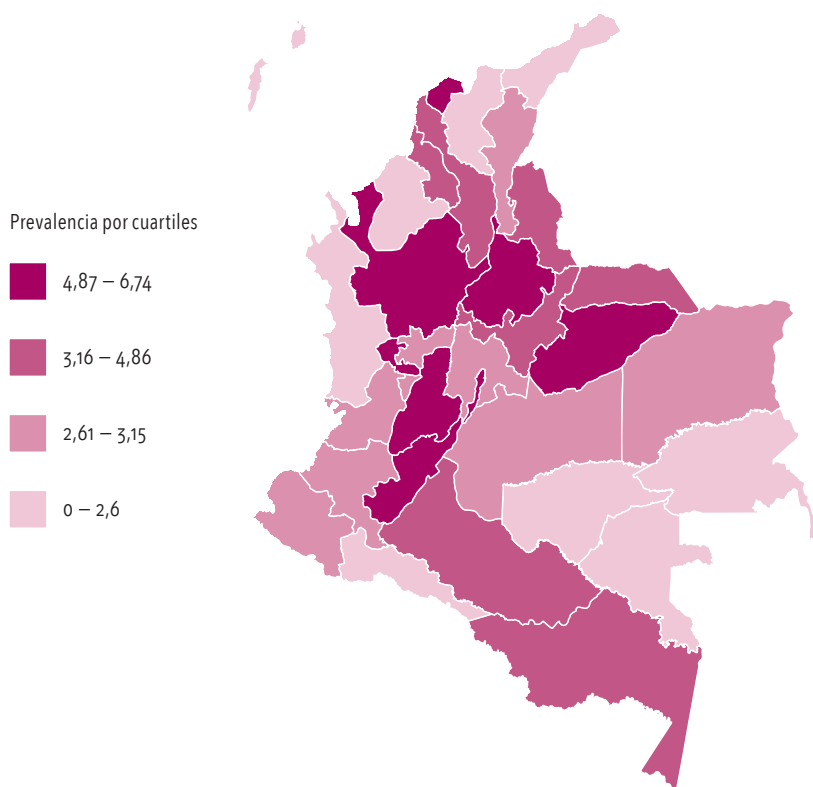 Prevalencia por cuartiles
4,87 – 6,74
3,16 – 4,86
2,61 – 3,15
0 – 2,6